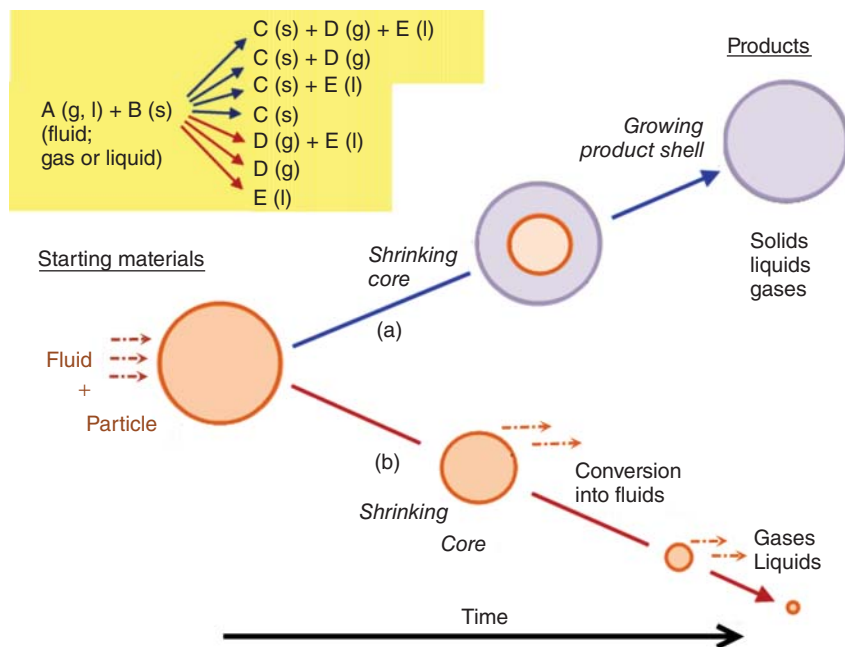 C (s) + D (g) + E (l)
C (s) + D (g)
C (s) + E (l)
C (s)
D (g) + E (l)
D (g)
E (l)
A (g, l) + B (s)
(fluid;
gas or liquid)
Products
Growing
product shell
Starting materials
Shrinking
core
Solids
liquids
gases
(a)
Fluid
+
Particle
(b)
Shrinking
Core
Conversion
into fluids
Gases
Liquids
Time